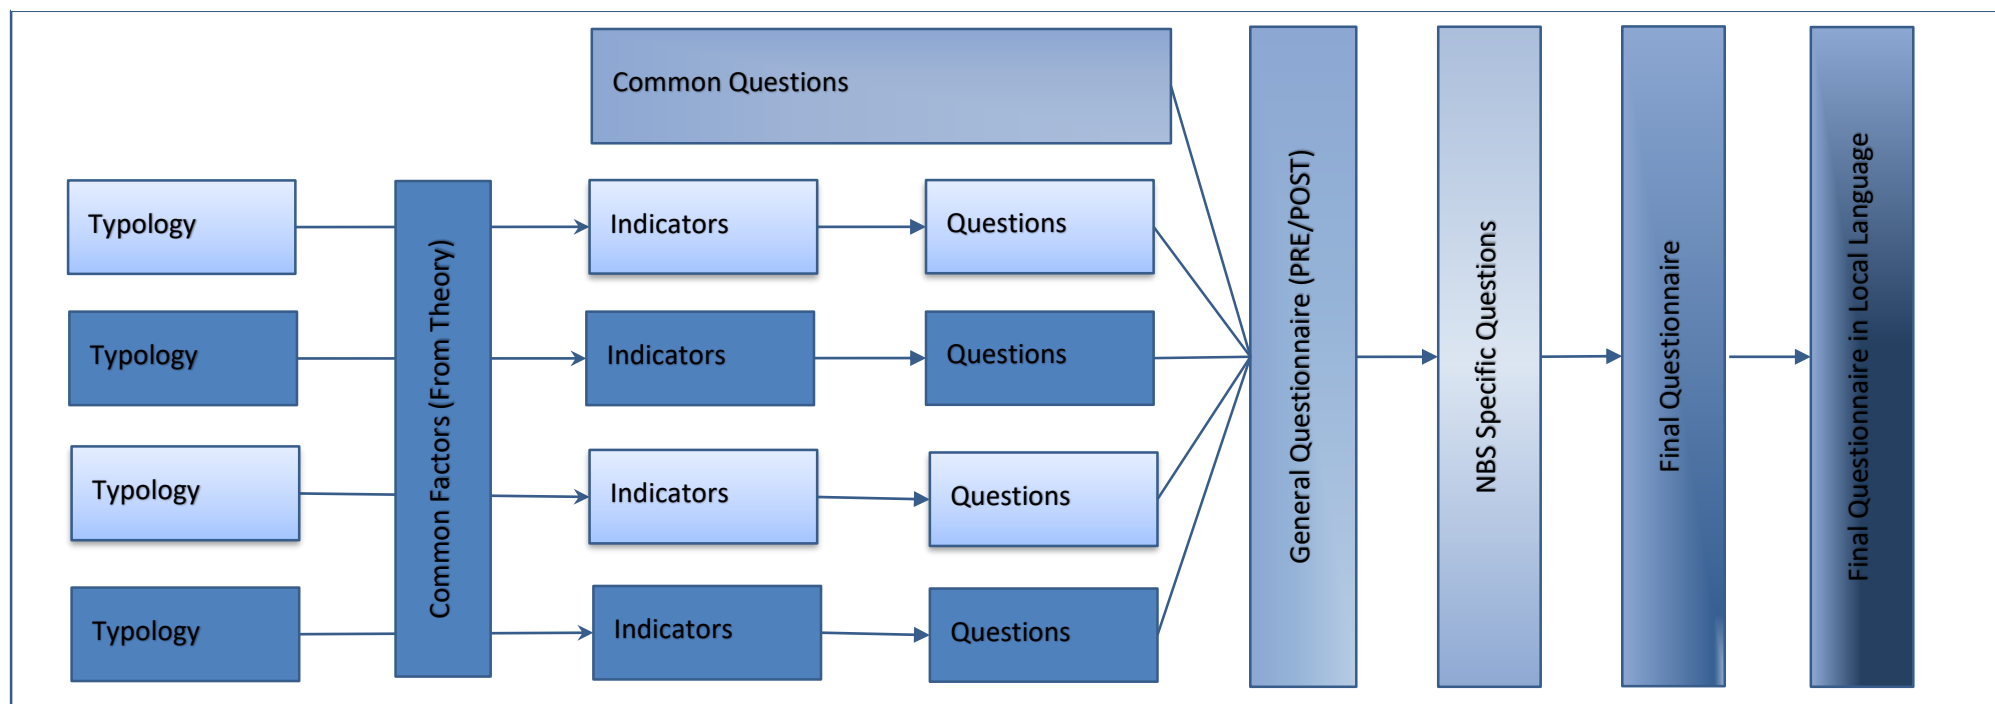 Common Questions
Typology
Indicators
Questions
Typology
Indicators
Questions
Typology
Indicators
Questions
Typology
Indicators
Questions
Common Factors (From Theory)
General Questionnaire (PRE/POST)
NBS Specific Questions
Final Questionnaire
Final Questionnaire in Local Language